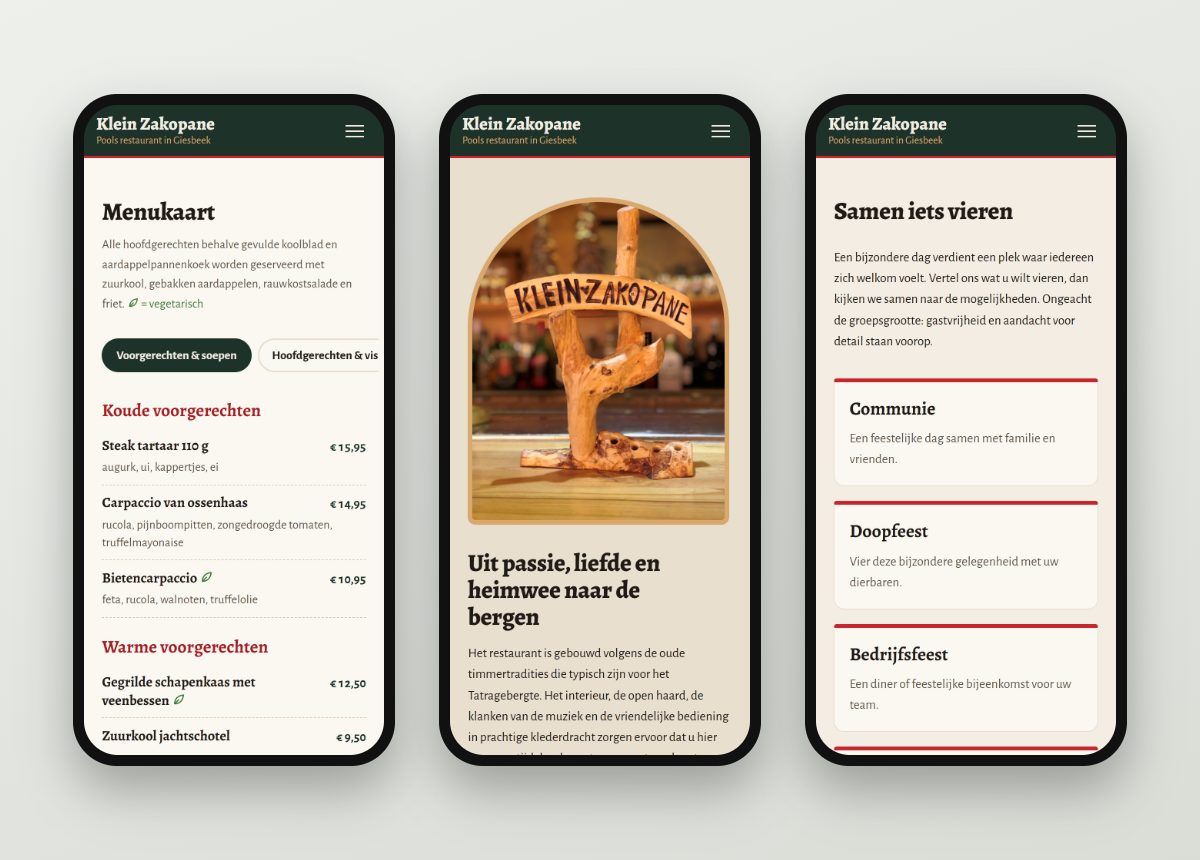 Klein Zakopane
Pools restaurant in Giesbeek
Menukaart
Alle hoofdgerechten behalve gevulde koolblad en
aardappelpannenkoek worden geserveerd met
zuurkool, gebakken aardappelen, rauwkostsalade en
friet. = vegetarisch
Voorgerechten & soepen
Hoofdgerechten & vis
Koude voorgerechten
Steak tartaar 110 g € 15,95
augurk, ui, kappertjes, ei
Carpaccio van ossenhaas € 14,95
rucola, pijnboompitten, zongedroogde tomaten,
truffelmayonaise
Bietencarpaccio € 10,95
feta, rucola, walnoten, truffelolie
Warme voorgerechten
Gegrilde schapenkaas met € 12,50
veenbessen
Zuurkool jachtschotel € 9,50
Klein Zakopane
Pools restaurant in Giesbeek
KLEIN-ZAKOPANE
Uit passie, liefde en
heimwee naar de
bergen
Het restaurant is gebouwd volgens de oude
timmertradities die typisch zijn voor het
Tatragebergte. Het interieur, de open haard, de
klanken van de muziek en de vriendelijke bediening
in prachtige klederdracht zorgen ervoor dat u hier
Klein Zakopane
Pools restaurant in Giesbeek
Samen iets vieren
Een bijzondere dag verdient een plek waar iedereen
zich welkom voelt. Vertel ons wat u wilt vieren, dan
kijken we samen naar de mogelijkheden. Ongeacht
de groepsgrootte: gastvrijheid en aandacht voor
detail staan voorop.
Communie
Een feestelijke dag samen met familie en
vrienden.
Doopfeest
Vier deze bijzondere gelegenheid met uw
dierbaren.
Bedrijfsfeest
Een diner of feestelijke bijeenkomst voor uw
team.